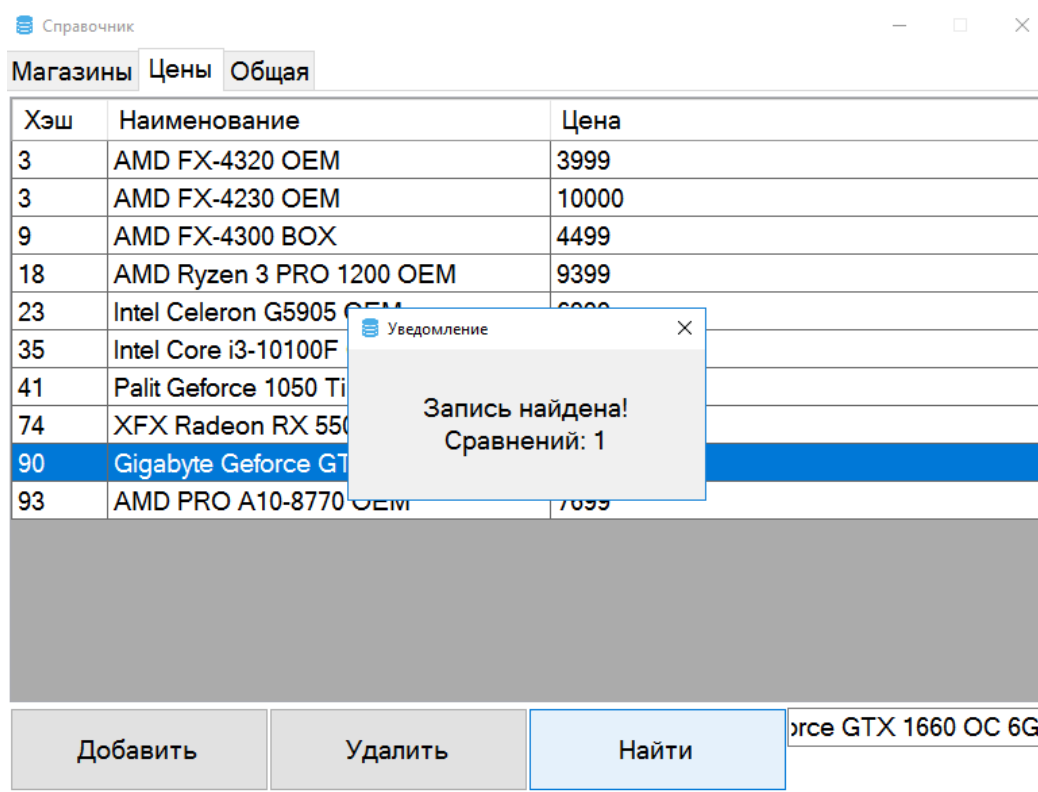 Справочник
Магазины Цены Общая
Хэш Наименование Цена
3 AMD FX-4320 OEM 3999
3 AMD FX-4230 OEM 10000
9 AMD FX-4300 BOX 4499
18 AMD Ryzen 3 PRO 1200 OEM 9399
23 Intel Celeron G5905
35 Intel Core i3-10100F
41 Palit Geforce 1050 Ti
74 XFX Radeon RX
90 Gigabyte Geforce
93 AMD PRO A10-8770 OEM 7699
Уведомление
Запись найдена!
Сравнений: 1
Добавить Удалить Найти
GTX 1660 OC